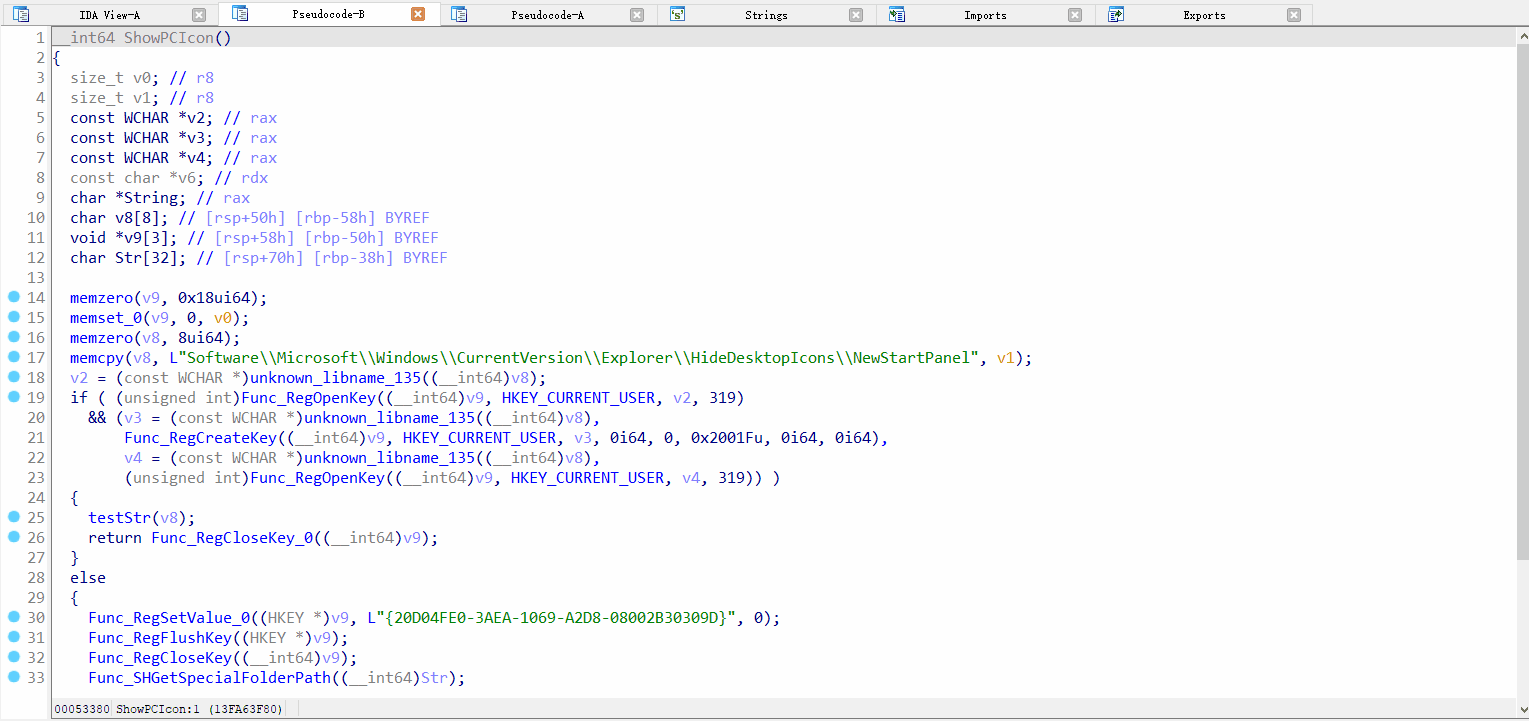 IDA View-A Pseudocode-B Pseudocode-A Strings Imports Exports
1 __int64 ShowPCIcon()
2 {
3 size_t v0; // r8
4 size_t v1; // r8
5 const WCHAR *v2; // rax
6 const WCHAR *v3; // rax
7 const WCHAR *v4; // rax
8 const char *v6; // rdx
9 char *String; // rax
10 char v8[8]; // [rsp+50h] [rbp-58h] BYREF
11 void *v9[3]; // [rsp+58h] [rbp-50h] BYREF
12 char Str[32]; // [rsp+70h] [rbp-38h] BYREF
13
14 memzero(v9, 0x18ui64);
15 memset_0(v9, 0, v0);
16 memzero(v8, 8ui64);
17 memcpy(v8, L"Software\\Microsoft\\Windows\\CurrentVersion\\Explorer\\HideDesktopIcons\\NewStartPanel", v1);
18 v2 = (const WCHAR *)unknown_libname_135((__int64)v8);
19 if ( (unsigned int)Func_RegOpenKey((__int64)v9, HKEY_CURRENT_USER, v2, 319)
20 && (v3 = (const WCHAR *)unknown_libname_135((__int64)v8),
21 Func_RegCreateKey((__int64)v9, HKEY_CURRENT_USER, v3, 0i64, 0, 0x2001Fu, 0i64, 0i64),
22 v4 = (const WCHAR *)unknown_libname_135((__int64)v8),
23 (unsigned int)Func_RegOpenKey((__int64)v9, HKEY_CURRENT_USER, v4, 319)) )
24 {
25 testStr(v8);
26 return Func_RegCloseKey_0((__int64)v9);
27 }
28 else
29 {
30 Func_RegSetValue_0((HKEY *)v9, L"{20D04FE0-3AEA-1069-A2D8-08002B30309D}", 0);
31 Func_RegFlushKey((HKEY *)v9);
32 Func_RegCloseKey((__int64)v9);
33 Func_SHGetSpecialFolderPath((__int64)Str);
00053380 ShowPCIcon:1 (13FA63F80)